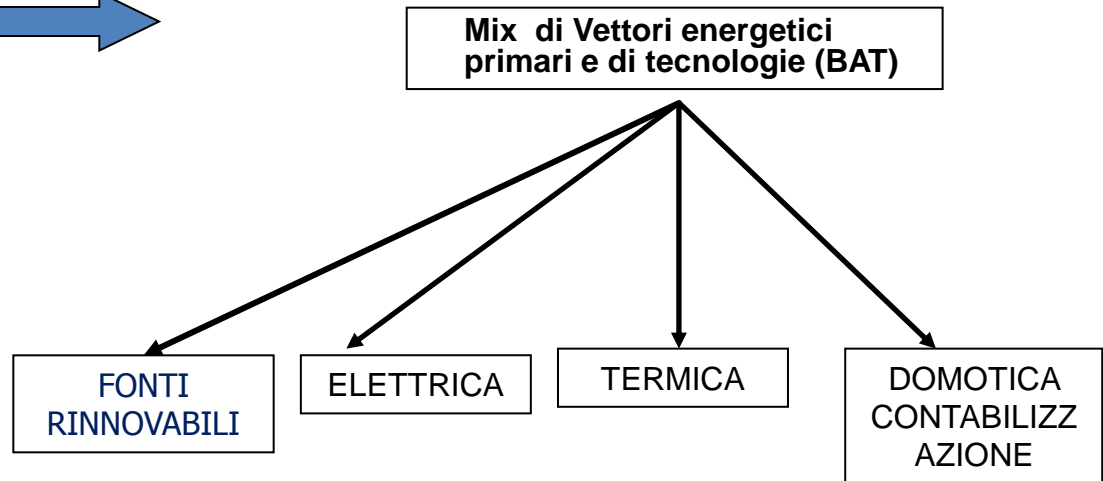 Mix di Vettori energetici
primari e di tecnologie (BAT)
FONTI
RINNOVABILI
ELETTRICA
TERMICA
DOMOTICA
CONTABILIZZ
AZIONE